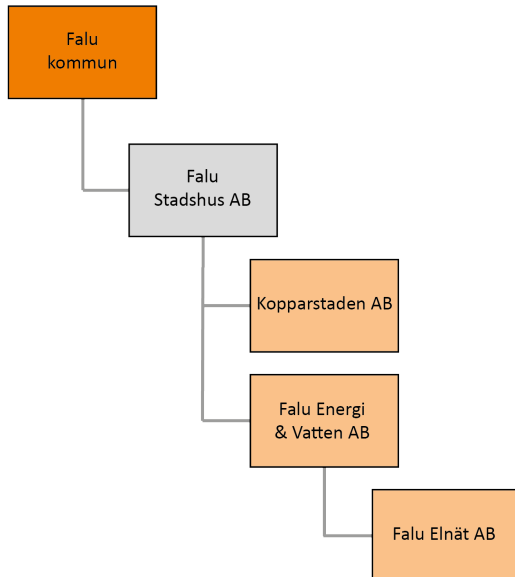 Falu
kommun
Falu
Stadshus AB
Kopparstaden AB
Falu Energi
& Vatten AB
Falu Elnät AB